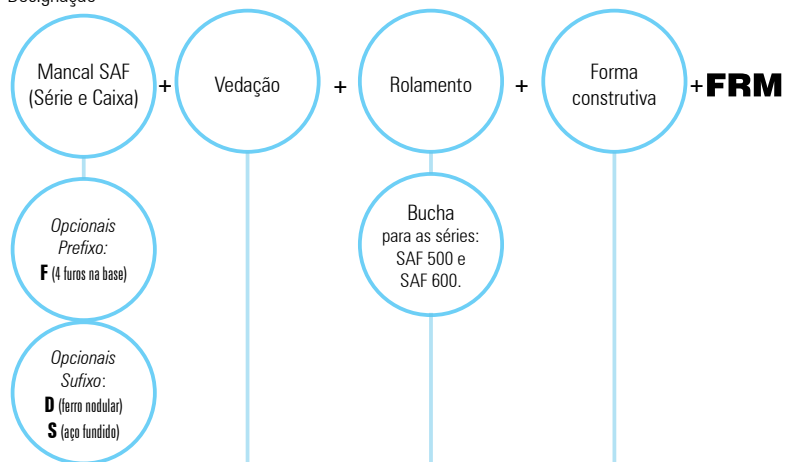 Designação
Mancal SAF
(Série e Caixa)
+
Vedação
+
Rolamento
+
Forma
construtiva
+FRM
Opcionais
Prefixo:
F (4 furos na base)
Bucha
para as séries:
SAF 500 e
SAF 600.
Opcionais
Sufixo:
D (ferro nodular)
S (aço fundido)